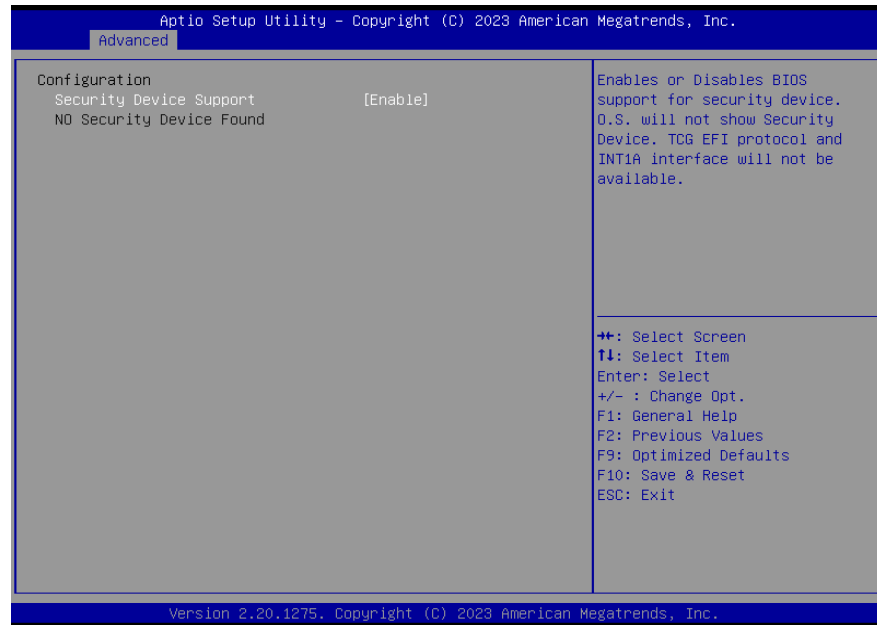 Aptio Setup Utility – Copyright (C) 2023 American Megatrends, Inc.
Advanced
Configuration
Security Device Support [Enable]
NO Security Device Found
Enables or Disables BIOS
support for security device.
O.S. will not show Security
Device. TCG EFI protocol and
INT1A interface will not be
available.
→←: Select Screen
↑↓: Select Item
Enter: Select
+/- : Change Opt.
F1: General Help
F2: Previous Values
F9: Optimized Defaults
F10: Save & Reset
ESC: Exit
Version 2.20.1275. Copyright (C) 2023 American Megatrends, Inc.